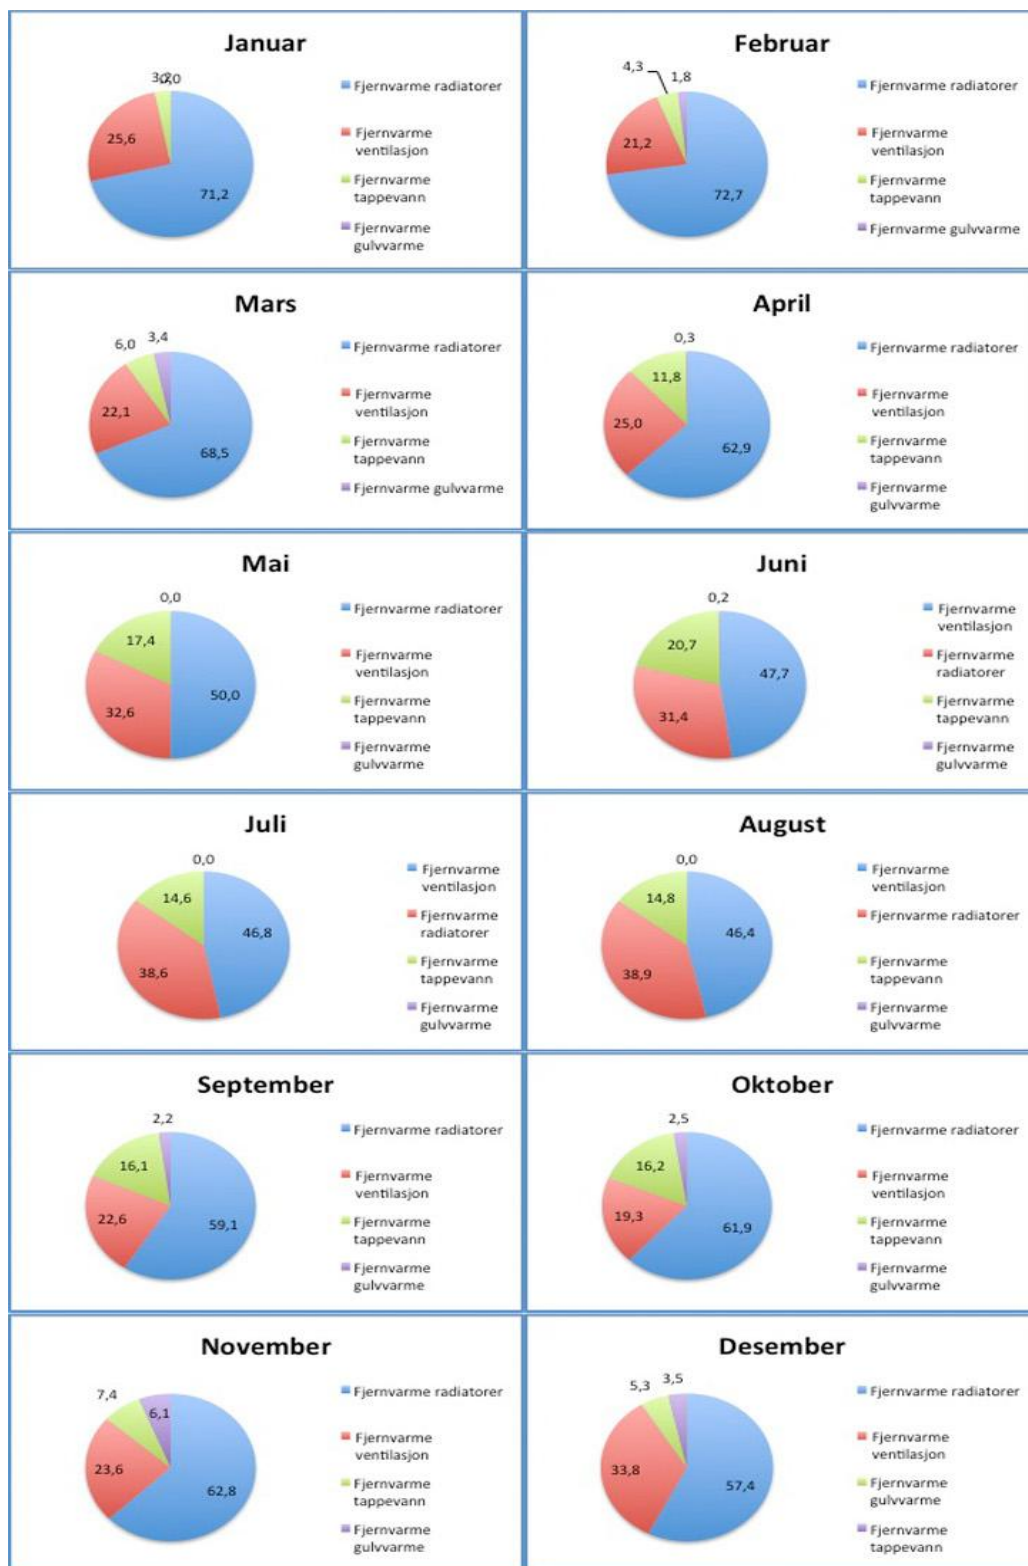 Januar
3,2
0,0
25,6
71,2
Fjernvarme radiatorer
Fjernvarme
ventilasjon
Fjernvarme
tappevann
Fjernvarme
gulvvarme
Februar
4,3
1,8
21,2
72,7
Fjernvarme radiatorer
Fjernvarme
ventilasjon
Fjernvarme
tappevann
Fjernvarme gulvvarme
Mars
6,0
3,4
22,1
68,5
Fjernvarme radiatorer
Fjernvarme
ventilasjon
Fjernvarme
tappevann
Fjernvarme gulvvarme
April
0,3
11,8
25,0
62,9
Fjernvarme radiatorer
Fjernvarme
ventilasjon
Fjernvarme
tappevann
Fjernvarme
gulvvarme
Mai
0,0
17,4
50,0
32,6
Fjernvarme radiatorer
Fjernvarme
ventilasjon
Fjernvarme
tappevann
Fjernvarme
gulvvarme
Juni
0,2
20,7
47,7
31,4
Fjernvarme
ventilasjon
Fjernvarme
radiatorer
Fjernvarme
tappevann
Fjernvarme
gulvvarme
Juli
0,0
14,6
46,8
38,6
Fjernvarme
ventilasjon
Fjernvarme
radiatorer
Fjernvarme
tappevann
Fjernvarme
gulvvarme
August
0,0
14,8
46,4
38,9
Fjernvarme
ventilasjon
Fjernvarme radiatorer
Fjernvarme
tappevann
Fjernvarme
gulvvarme
September
2,2
16,1
22,6
59,1
Fjernvarme radiatorer
Fjernvarme
ventilasjon
Fjernvarme
tappevann
Fjernvarme
gulvvarme
Oktober
2,5
16,2
19,3
61,9
Fjernvarme radiatorer
Fjernvarme
ventilasjon
Fjernvarme
tappevann
Fjernvarme
gulvvarme
November
7,4
6,1
23,6
62,8
Fjernvarme radiatorer
Fjernvarme
ventilasjon
Fjernvarme
tappevann
Fjernvarme
gulvvarme
Desember
5,3
3,5
33,8
57,4
Fjernvarme radiatorer
Fjernvarme
ventilasjon
Fjernvarme
gulvvarme
Fjernvarme
tappevann